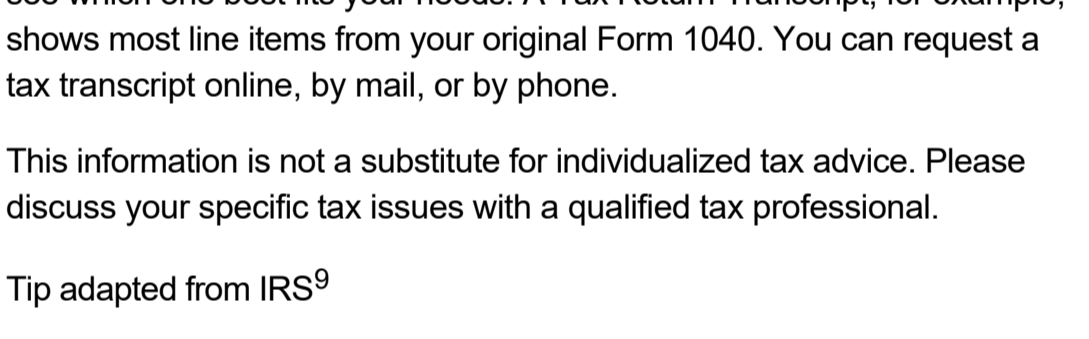 shows most line items from your original Form 1040. You can request a
tax transcript online, by mail, or by phone.
This information is not a substitute for individualized tax advice. Please
discuss your specific tax issues with a qualified tax professional.
Tip adapted from IRS⁹